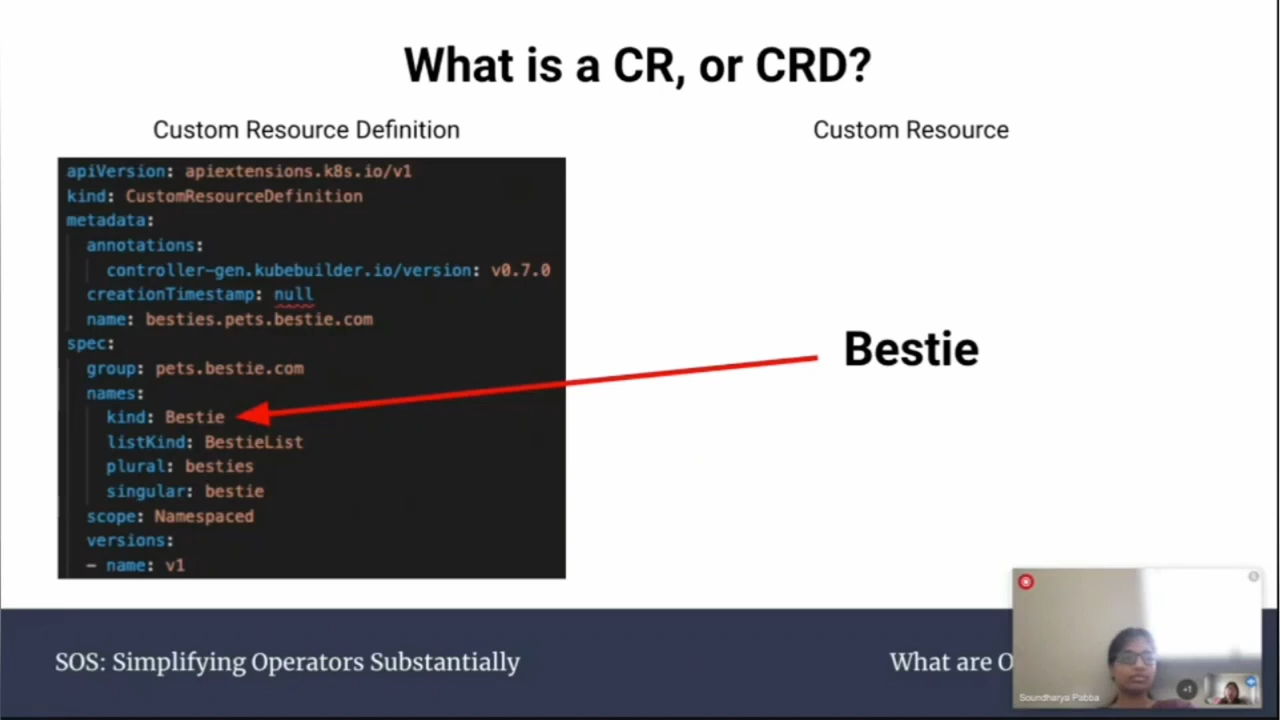 What is a CR, or CRD?
Custom Resource Definition
Custom Resource
apiVersion: apiextensions.k8s.io/v1
kind: CustomResourceDefinition
metadata:
  annotations:
    controller-gen.kubebuilder.io/version: v0.7.0
  creationTimestamp: null
  name: besties.pets.bestie.com
spec:
  group: pets.bestie.com
  names:
    kind: Bestie
    listKind: BestieList
    plural: besties
    singular: bestie
  scope: Namespaced
  versions:
  - name: v1
Bestie
SOS: Simplifying Operators Substantially
What are O
Soundharya Pabba
+1